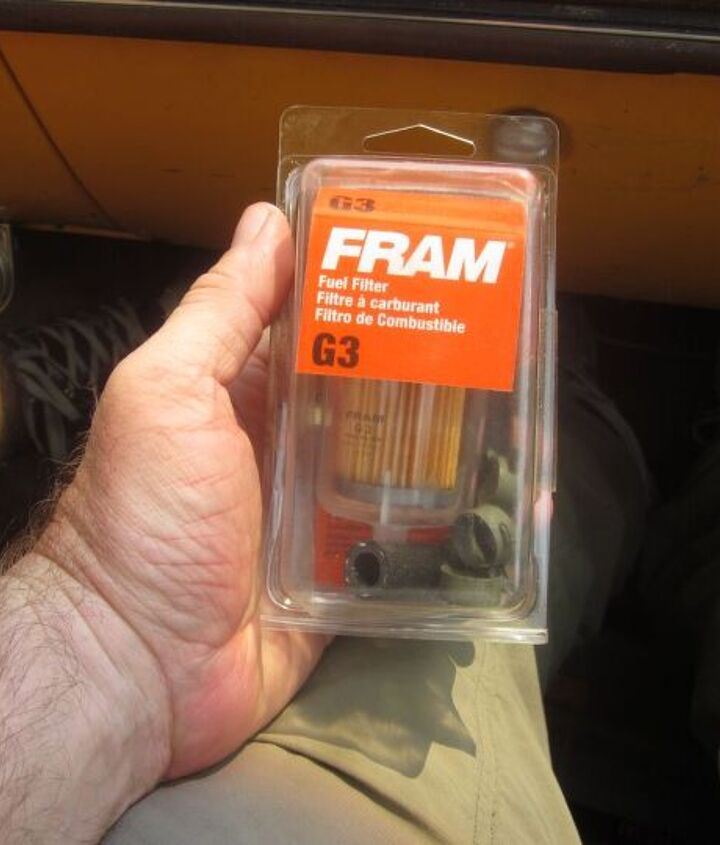 G3
FRAM®
Fuel Filter
Filtre à carburant
Filtro de Combustible
G3
FRAM
G3